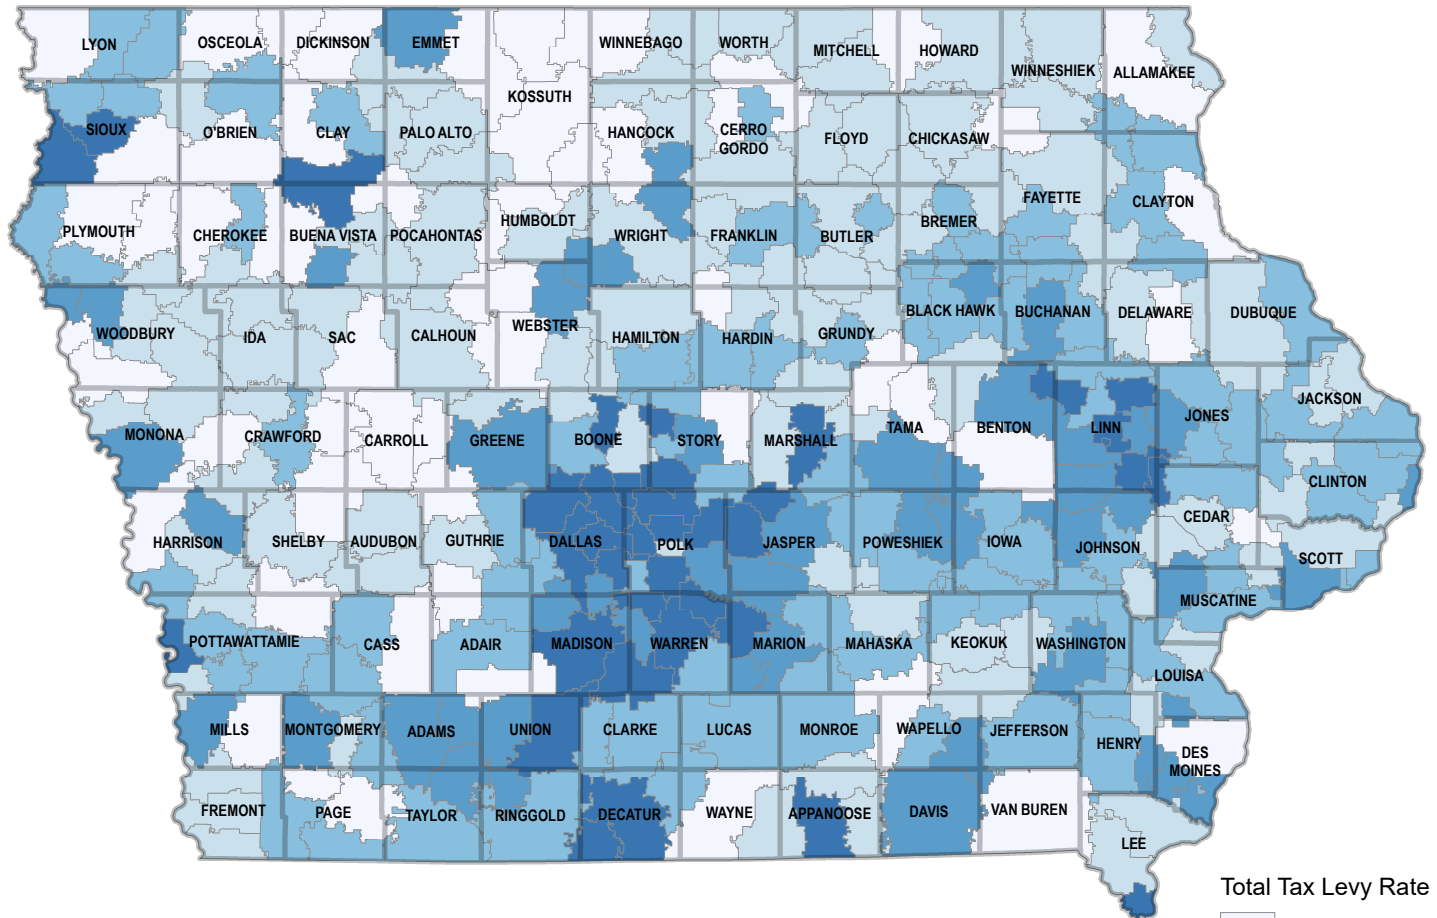 LYON
OSCEOLA
DICKINSON
EMMET
WINNEBAGO
WORTH
MITCHELL
HOWARD
WINNESHIEK
ALLAMAKEE
KOSSUTH
SIOUX
O'BRIEN
CLAY
PALO ALTO
HANCOCK
CERRO
GORDO
FLOYD
CHICKASAW
PLYMOUTH
CHEROKEE
BUENA VISTA
POCAHONTAS
HUMBOLDT
WRIGHT
FRANKLIN
BUTLER
BREMER
FAYETTE
CLAYTON
WOODBURY
IDA
SAC
CALHOUN
WEBSTER
HAMILTON
HARDIN
GRUNDY
BLACK HAWK
BUCHANAN
DELAWARE
DUBUQUE
MONONA
CRAWFORD
CARROLL
GREENE
BOONE
STORY
MARSHALL
TAMA
BENTON
LINN
JONES
JACKSON
CLINTON
CEDAR
HARRISON
SHELBY
AUDUBON
GUTHRIE
DALLAS
POLK
JASPER
POWESHIEK
IOWA
JOHNSON
SCOTT
MUSCATINE
POTTAWATTAMIE
CASS
ADAIR
MADISON
WARREN
MARION
MAHASKA
KEOKUK
WASHINGTON
LOUISA
MILLS
MONTGOMERY
ADAMS
UNION
CLARKE
LUCAS
MONROE
WAPELLO
JEFFERSON
HENRY
DES
MOINES
FREMONT
PAGE
TAYLOR
RINGGOLD
DECATUR
WAYNE
APPANOOSE
DAVIS
VAN BUREN
LEE
Total Tax Levy Rate